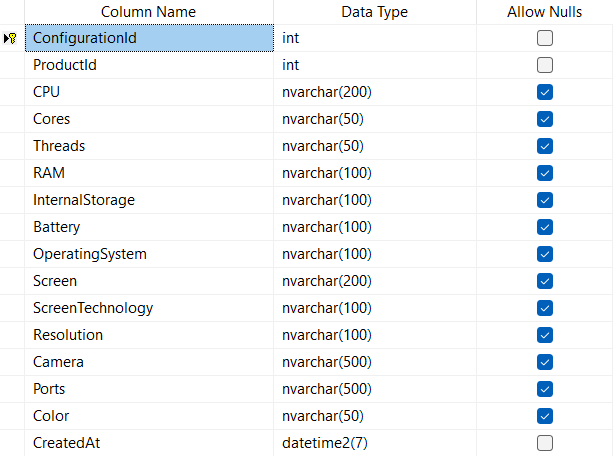 Column Name Data Type Allow Nulls
ConfigurationId int
ProductId int
CPU nvarchar(200)
Cores nvarchar(50)
Threads nvarchar(50)
RAM nvarchar(100)
InternalStorage nvarchar(100)
Battery nvarchar(100)
OperatingSystem nvarchar(100)
Screen nvarchar(200)
ScreenTechnology nvarchar(100)
Resolution nvarchar(100)
Camera nvarchar(500)
Ports nvarchar(500)
Color nvarchar(50)
CreatedAt datetime2(7)